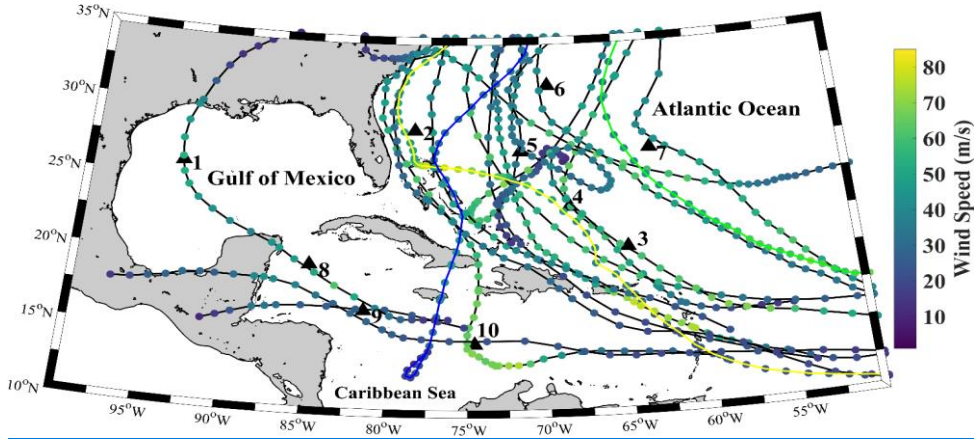 35°N
30°N
25°N
20°N
15°N
10°N
Atlantic Ocean
Gulf of Mexico
Caribbean Sea
1
2
3
4
5
6
7
8
9
10
95°W
90°W
85°W
80°W
75°W
70°W
65°W
60°W
55°W
80
70
60
50
40
30
20
10
Wind Speed (m/s)